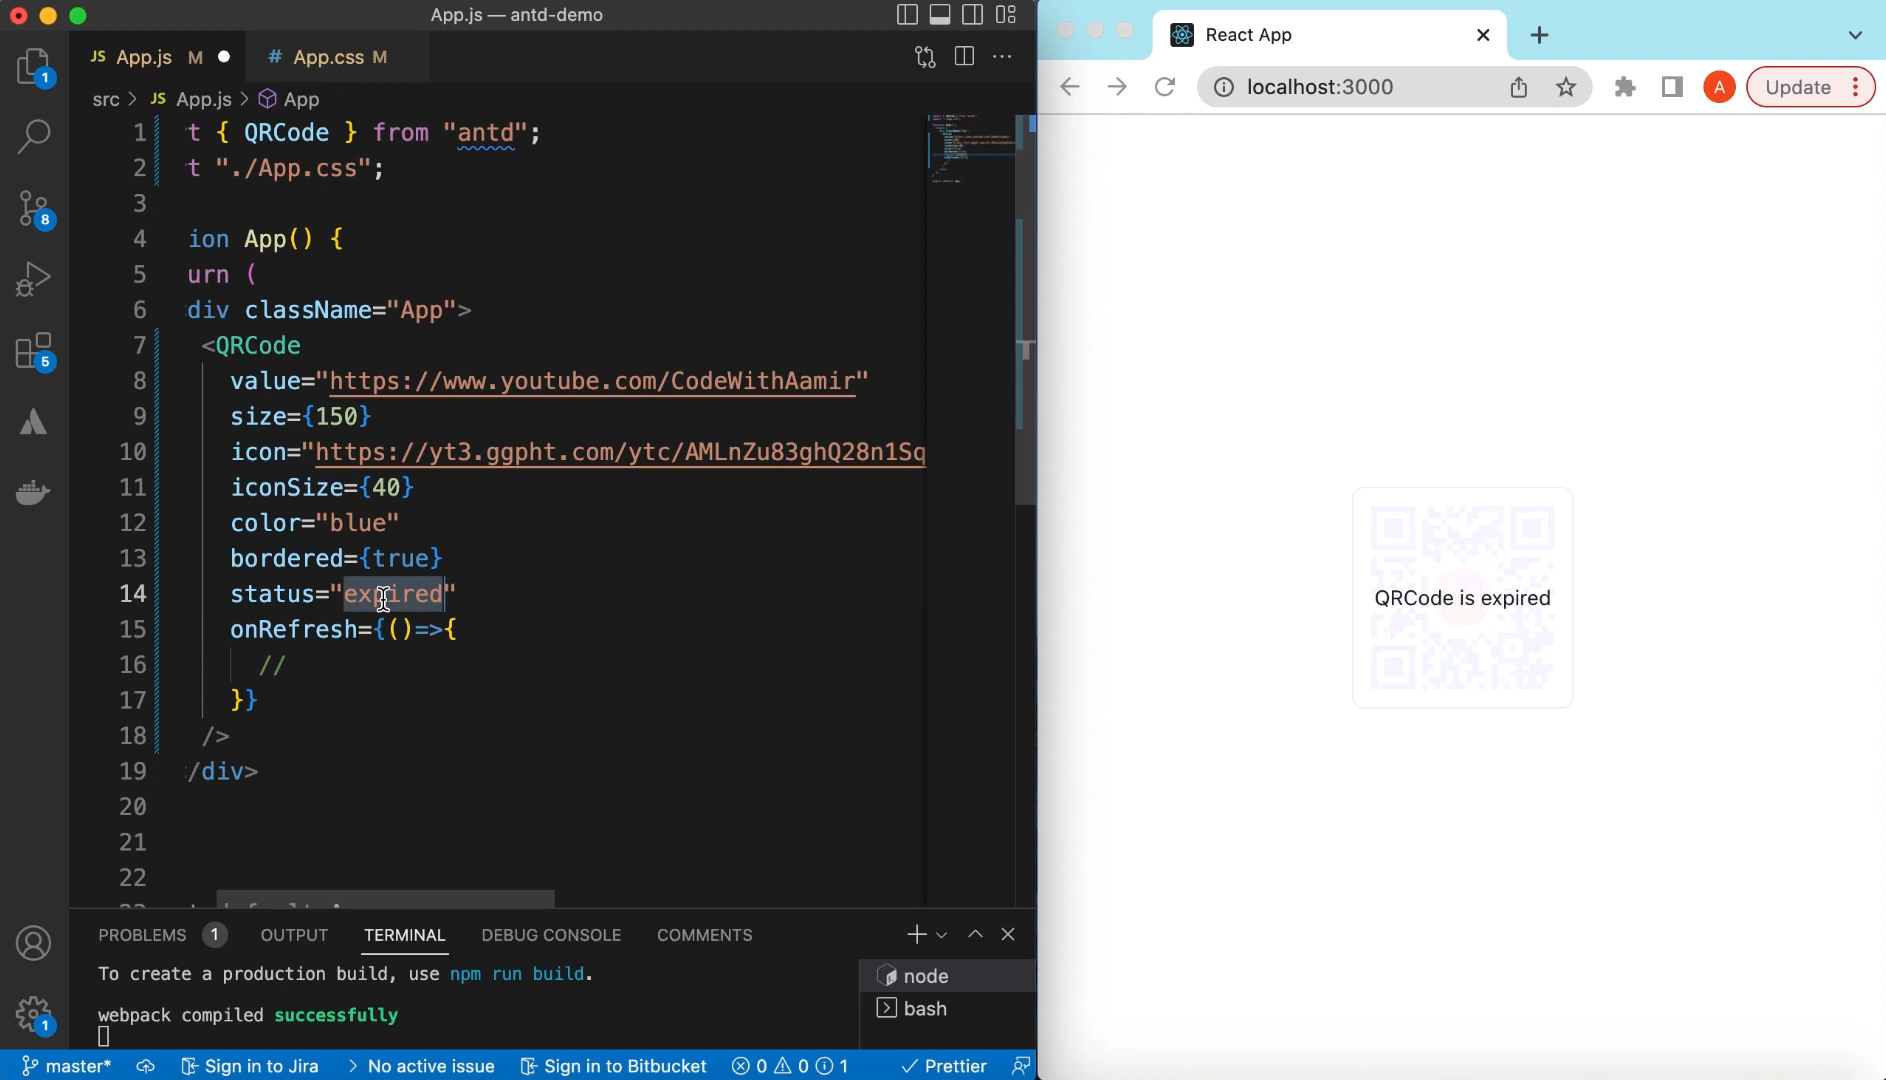 App.js — antd-demo
JS App.js M
# App.css M
1
src > JS App.js > App
1 t { QRCode } from "antd";
2 t "./App.css";
3
4 ion App() {
5 urn (
6 div className="App">
7 <QRCode
8 value="https://www.youtube.com/CodeWithAamir"
9 size={150}
10 icon="https://yt3.ggpht.com/ytc/AMLnZu83ghQ28n1Sq
11 iconSize={40}
12 color="blue"
13 bordered={true}
14 status="expired"
15 onRefresh={()=>{
16 //
17 }}
18 />
19 /div>
20
21
22
8
5
1
PROBLEMS 1 OUTPUT TERMINAL DEBUG CONSOLE COMMENTS
To create a production build, use npm run build.
webpack compiled successfully
node
bash
master* Sign in to Jira > No active issue Sign in to Bitbucket 0 0 1 Prettier
React App
localhost:3000
A
Update
QRCode is expired